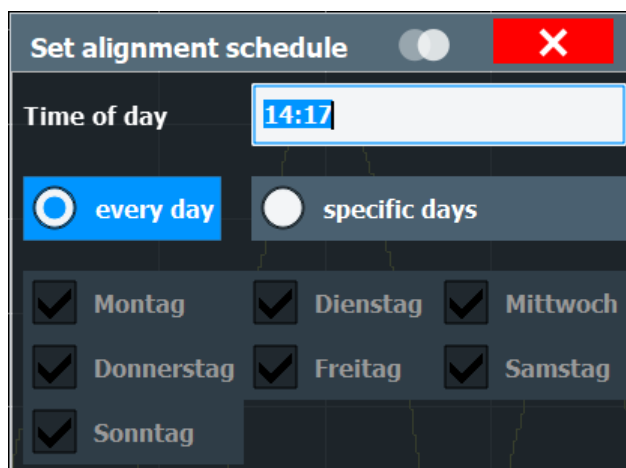 Set alignment schedule
Time of day 14:17
every day specific days
Montag Dienstag Mittwoch
Donnerstag Freitag Samstag
Sonntag